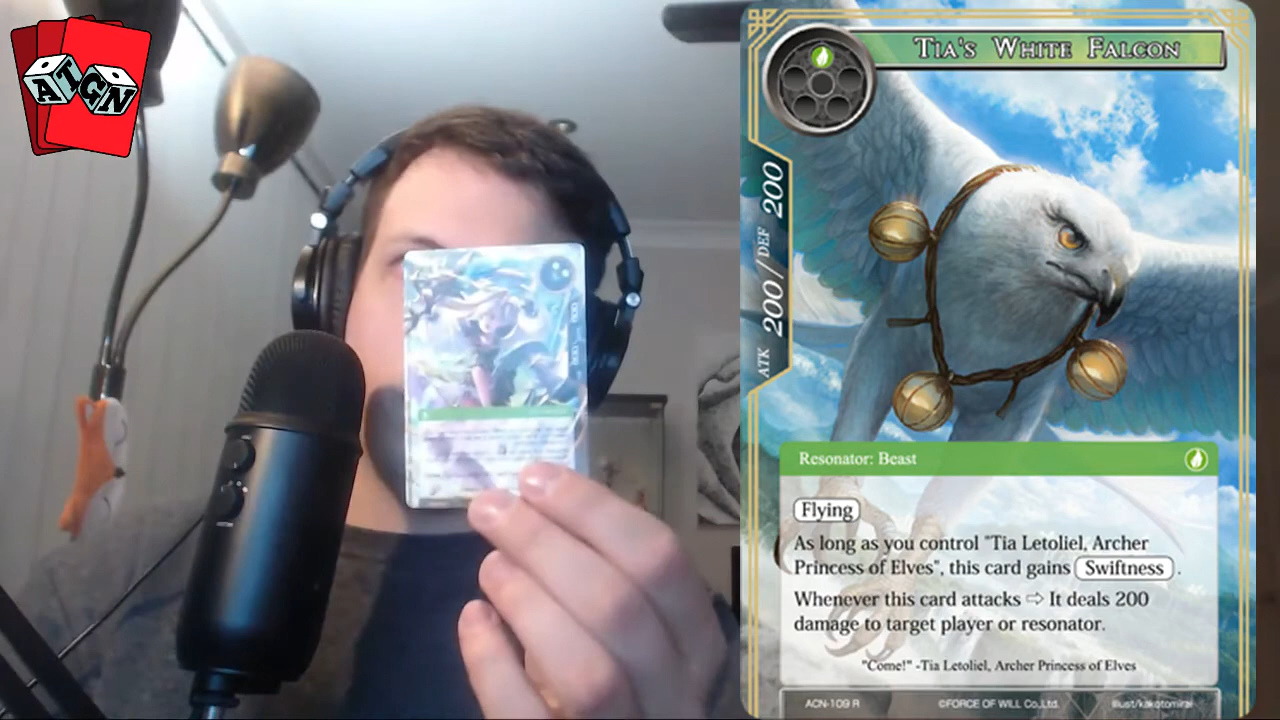 ATGN
TIA'S WHITE FALCON
ATK 200/DEF 200
Resonator: Beast
Flying
As long as you control "Tia Letoliel, Archer
Princess of Elves", this card gains Swiftness.
Whenever this card attacks ⇨ It deals 200
damage to target player or resonator.
"Come!" -Tia Letoliel, Archer Princess of Elves
ACN-109 R ©FORCE OF WILL Co.,Ltd. Illust/kakotomirai